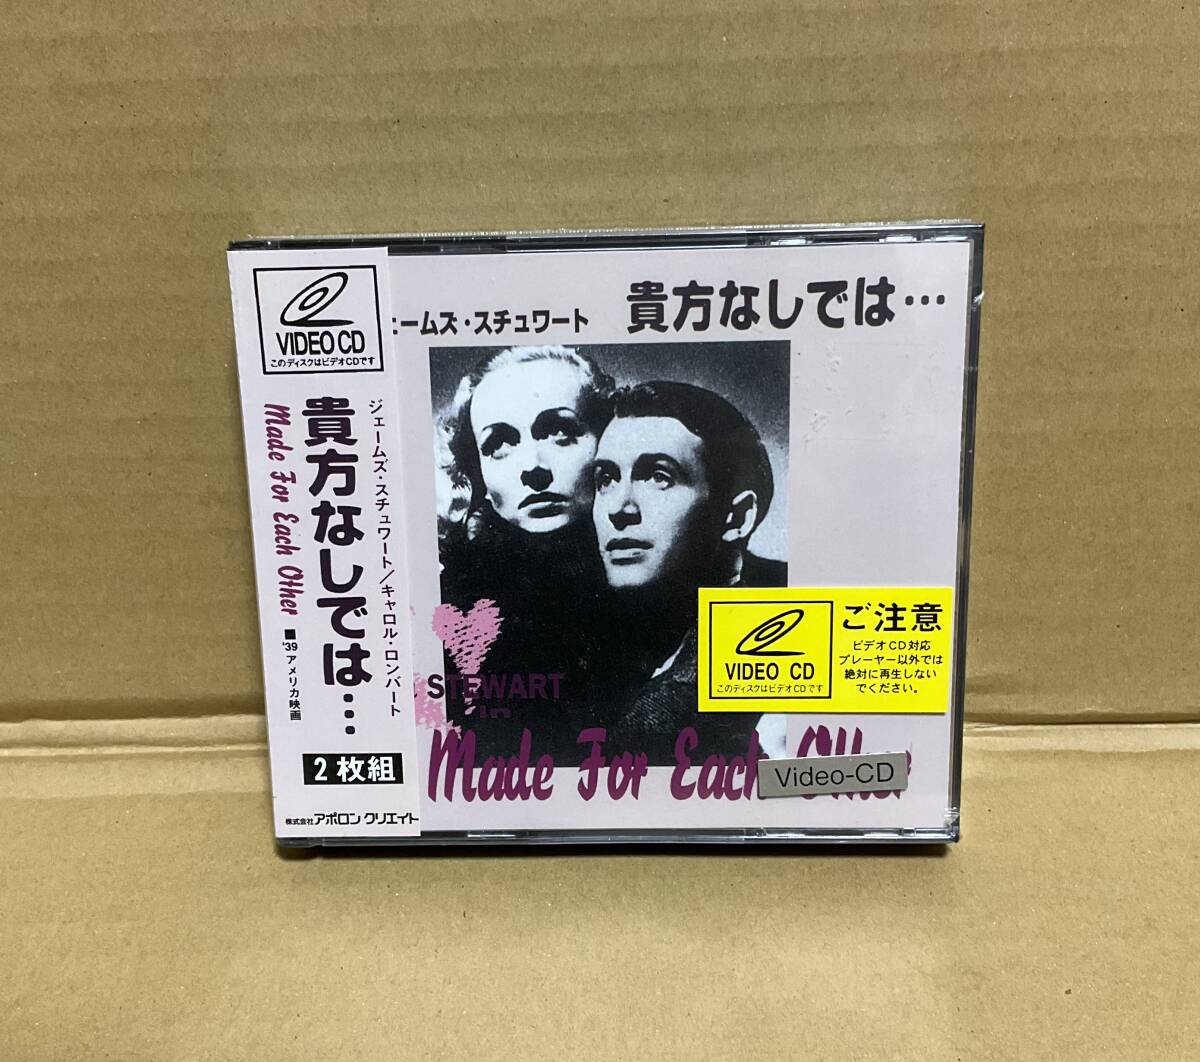 VIDEO CD
このディスクはビデオCDです
貴方なしでは…
Made For Each Other
ジェームズ・スチュワート/キャロル・ロンバート
■'39 アメリカ映画
2枚組
株式会社アポロン クリエイト
ェームズ・スチュワート
貴方なしでは…
STEWART
in
Made For Each Other
VIDEO CD
このディスクはビデオCDです
ご注意
ビデオCD対応
プレーヤー以外では
絶対に再生しない
でください。
Video-CD